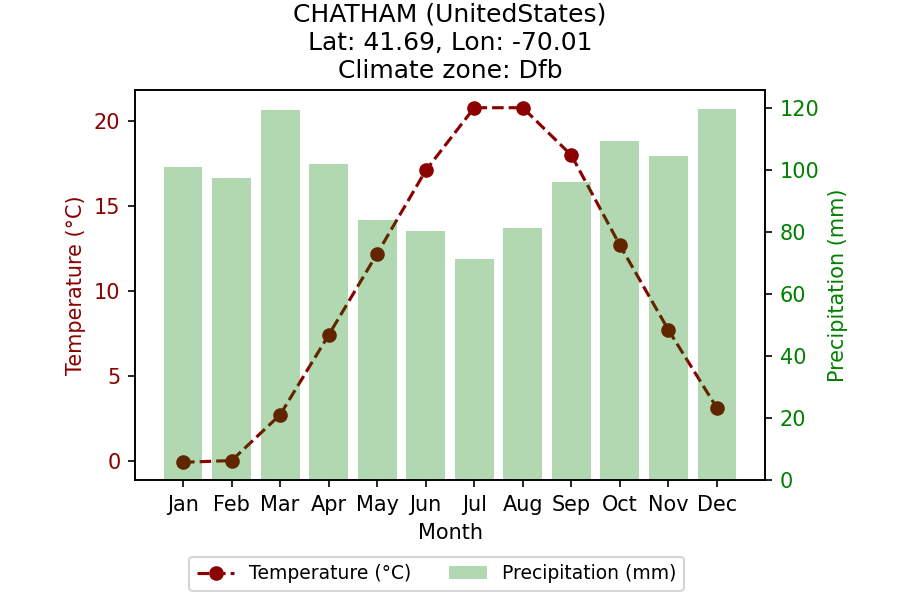 CHATHAM (UnitedStates)
Lat: 41.69, Lon: -70.01
Climate zone: Dfb
20
15
10
5
0
Temperature (°C)
120
100
80
60
40
20
0
Precipitation (mm)
Jan Feb Mar Apr May Jun Jul Aug Sep Oct Nov Dec
Month
Temperature (°C) Precipitation (mm)